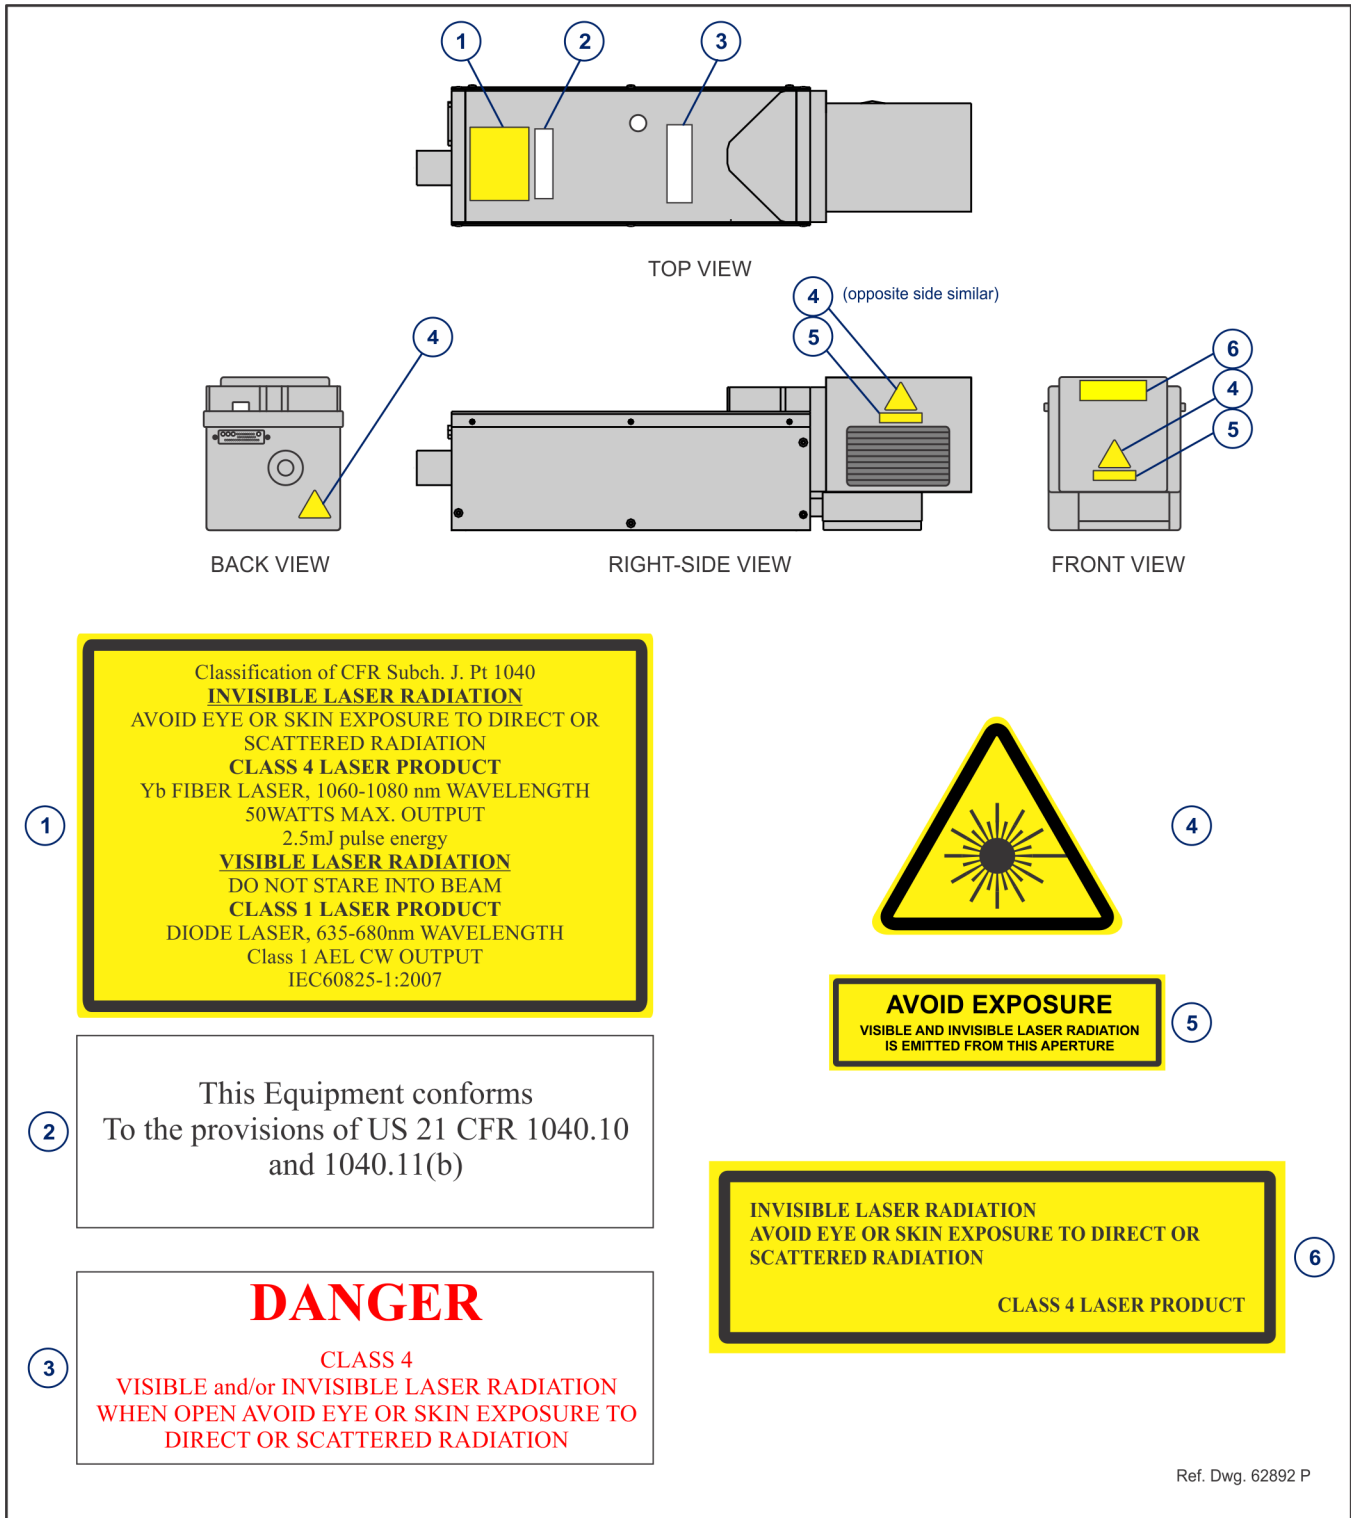 1 2 3
TOP VIEW
4 (opposite side similar)
5
4
6
4
5
BACK VIEW
RIGHT-SIDE VIEW
FRONT VIEW
1
Classification of CFR Subch. J. Pt 1040
INVISIBLE LASER RADIATION
AVOID EYE OR SKIN EXPOSURE TO DIRECT OR
SCATTERED RADIATION
CLASS 4 LASER PRODUCT
Yb FIBER LASER, 1060-1080 nm WAVELENGTH
50WATTS MAX. OUTPUT
2.5mJ pulse energy
VISIBLE LASER RADIATION
DO NOT STARE INTO BEAM
CLASS 1 LASER PRODUCT
DIODE LASER, 635-680nm WAVELENGTH
Class 1 AEL CW OUTPUT
IEC60825-1:2007
2
This Equipment conforms
To the provisions of US 21 CFR 1040.10
and 1040.11(b)
3
DANGER
CLASS 4
VISIBLE and/or INVISIBLE LASER RADIATION
WHEN OPEN AVOID EYE OR SKIN EXPOSURE TO
DIRECT OR SCATTERED RADIATION
4
AVOID EXPOSURE
VISIBLE AND INVISIBLE LASER RADIATION
IS EMITTED FROM THIS APERTURE
5
INVISIBLE LASER RADIATION
AVOID EYE OR SKIN EXPOSURE TO DIRECT OR
SCATTERED RADIATION
CLASS 4 LASER PRODUCT
6
Ref. Dwg. 62892 P